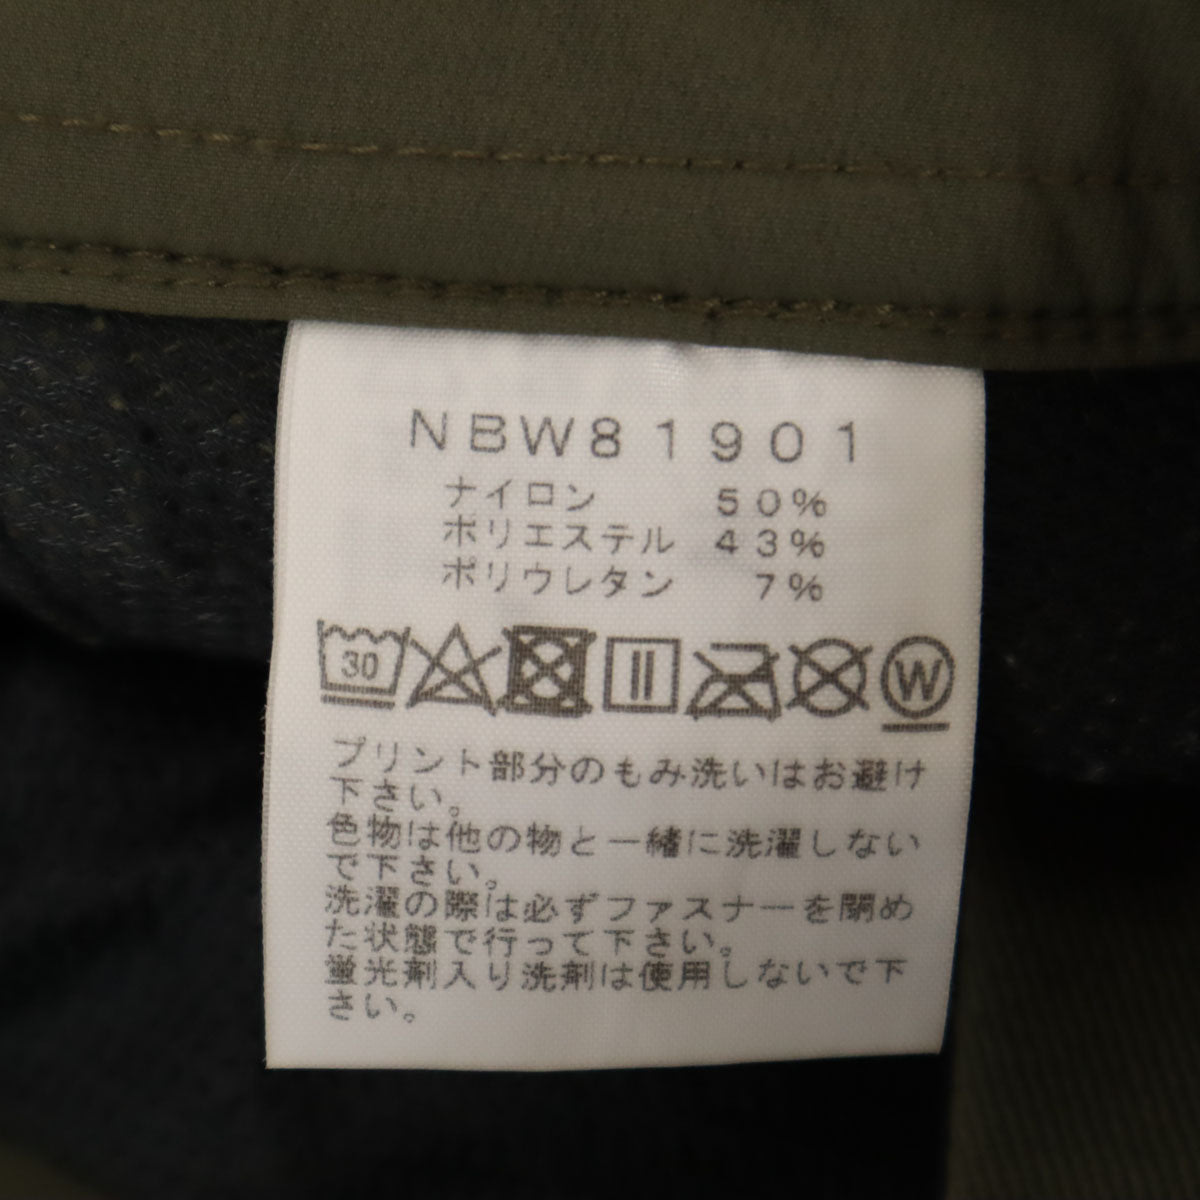 NBW81901
ナイロン 50%
ポリエステル 43%
ポリウレタン 7%
30 W
プリント部分のもみ洗いはお避け
下さい。
色物は他の物と一緒に洗濯しない
で下さい。
洗濯の際は必ずファスナーを閉め
た状態で行って下さい。
蛍光剤入り洗剤は使用しないで下
さい。